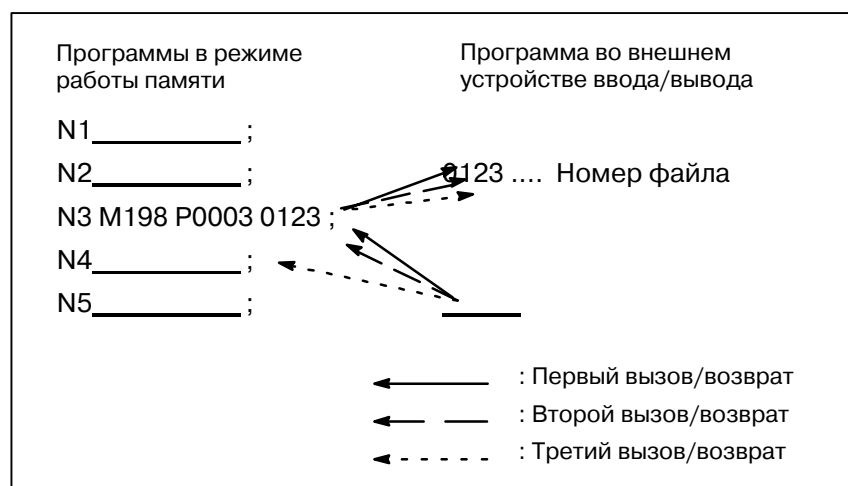 Программы в режиме
работы памяти
Программа во внешнем
устройстве ввода/вывода
N1 ;
N2 ;
0123 .... Номер файла
N3 M198 P0003 0123 ;
N4 ;
N5 ;
: Первый вызов/возврат
: Второй вызов/возврат
: Третий вызов/возврат